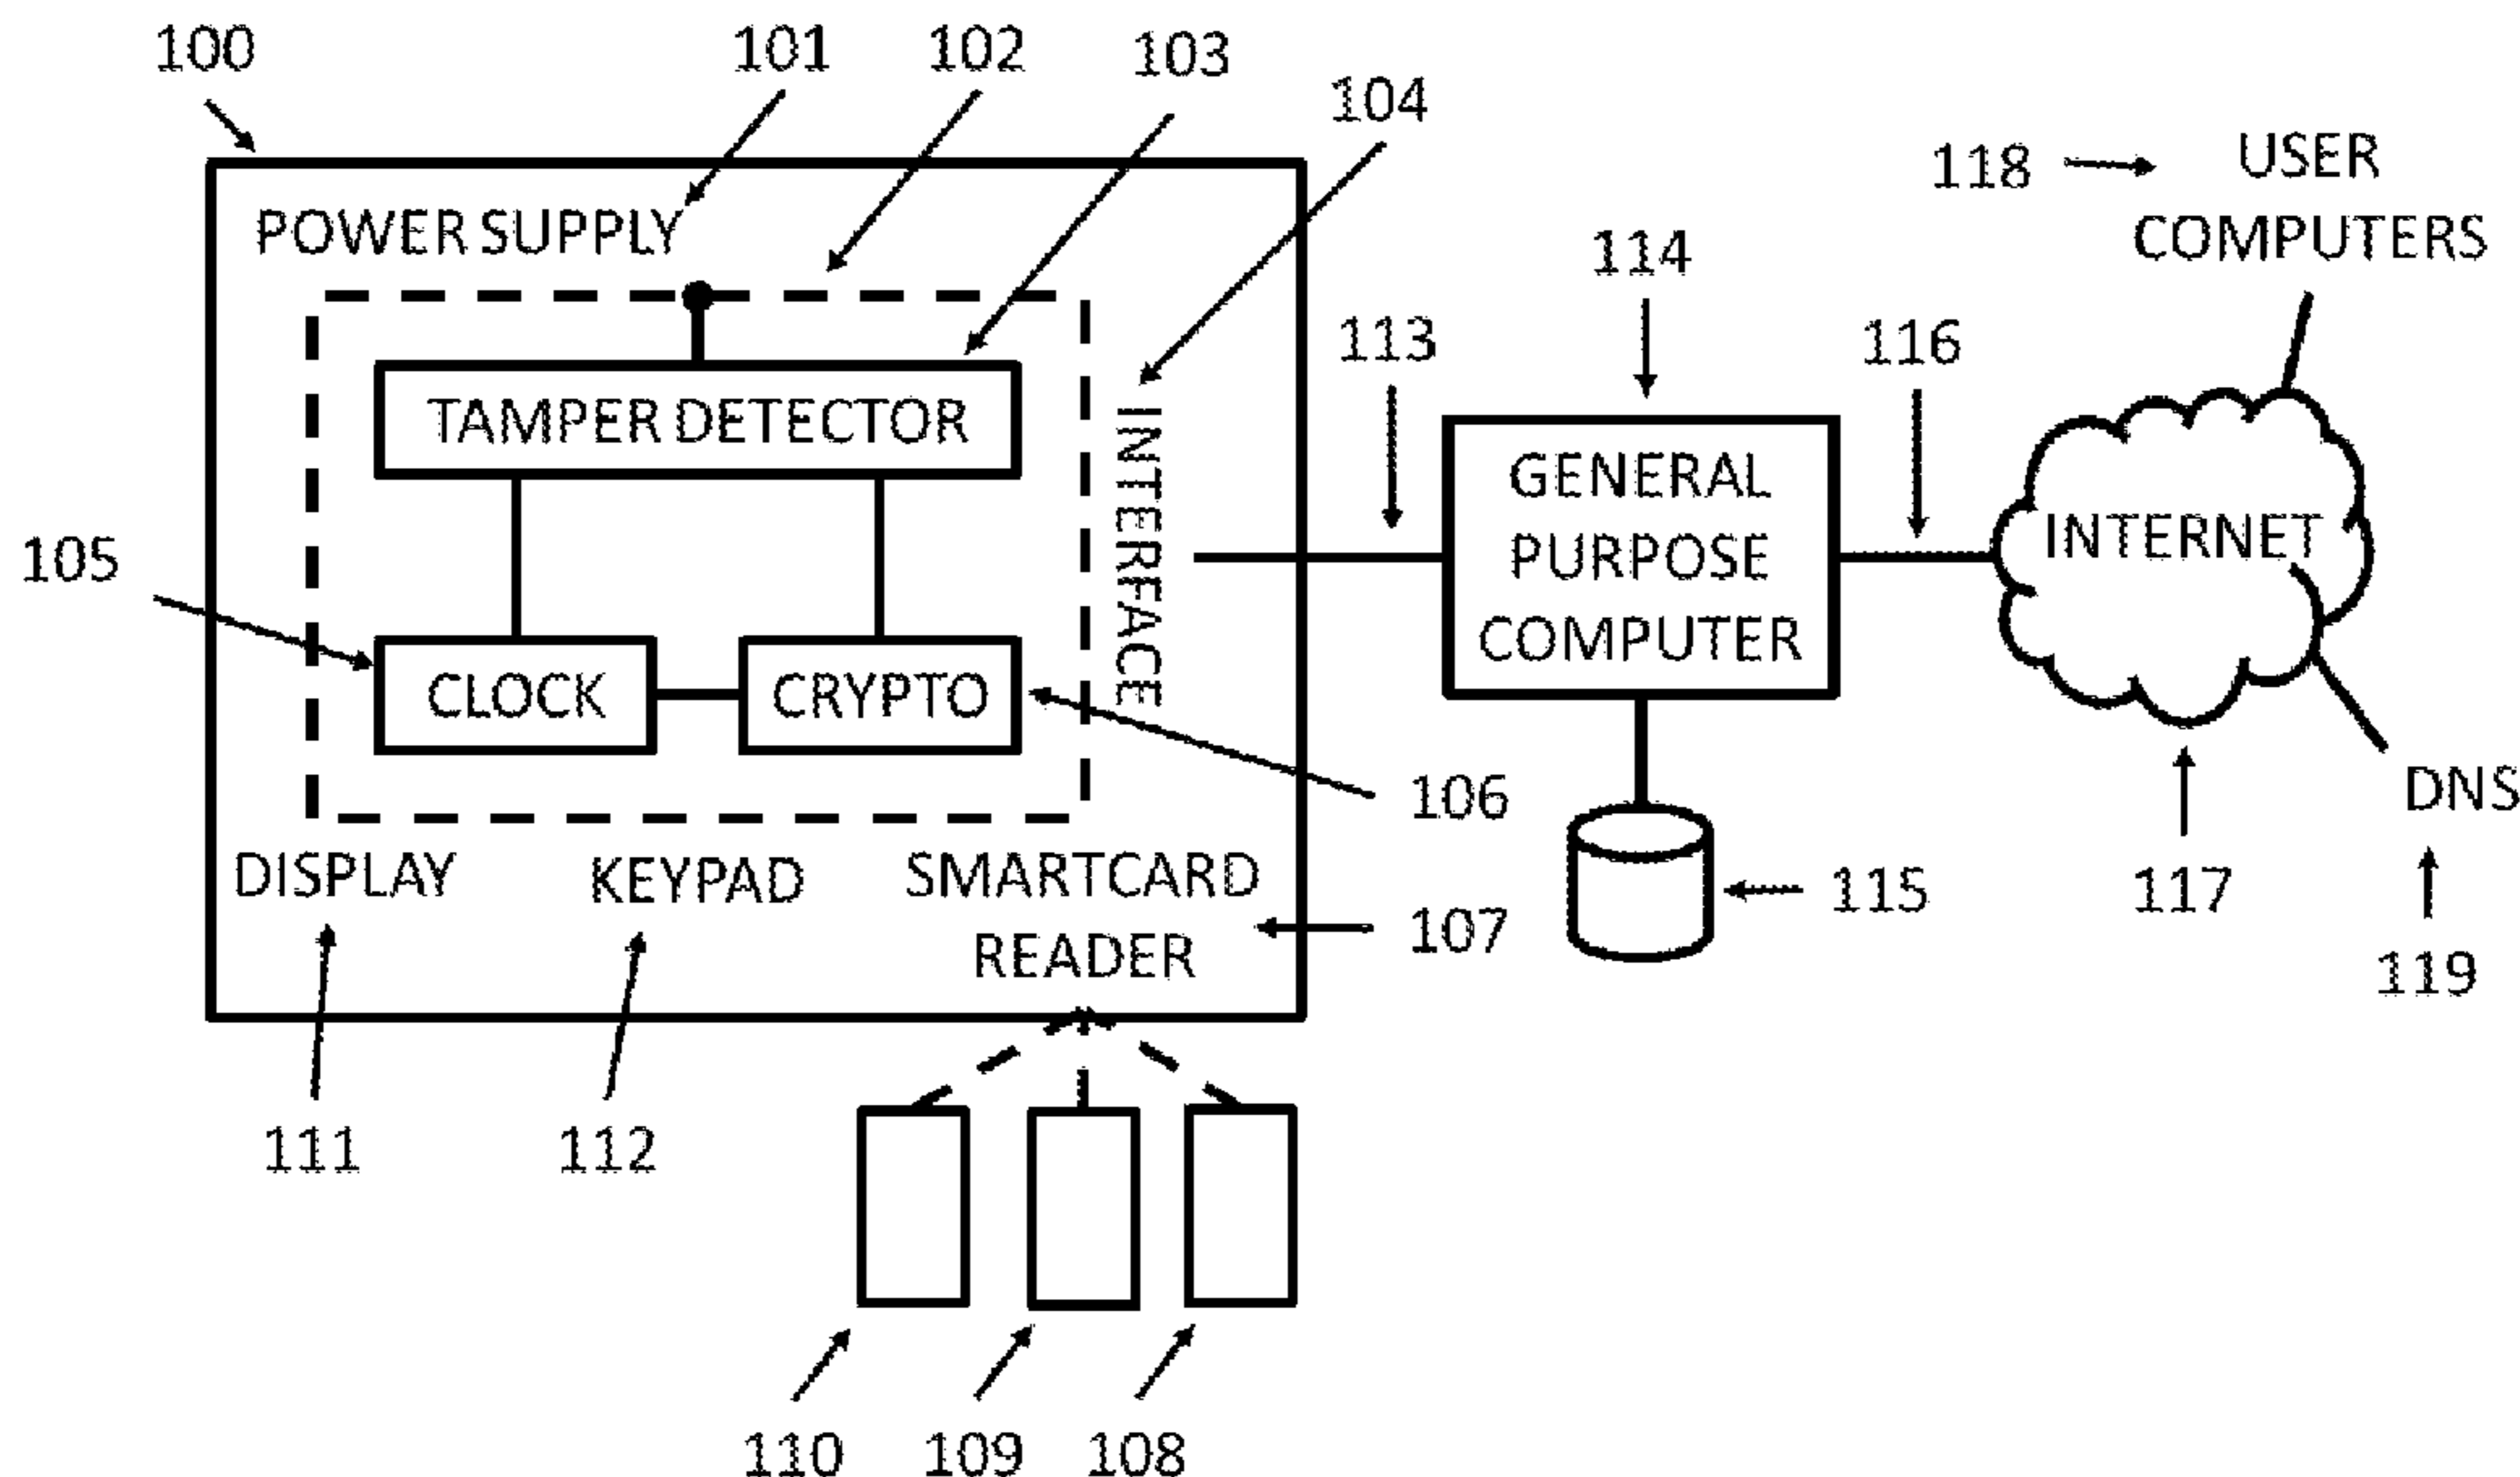 100
101
102
103
104
118
USER
COMPUTERS
POWER SUPPLY
114
113
116
TAMPER DETECTOR
INTERFACE
GENERAL
PURPOSE
COMPUTER
INTERNET
105
CLOCK
CRYPTO
106
DNS
DISPLAY
KEYPAD
SMARTCARD
READER
107
115
117
119
111
112
110
109
108